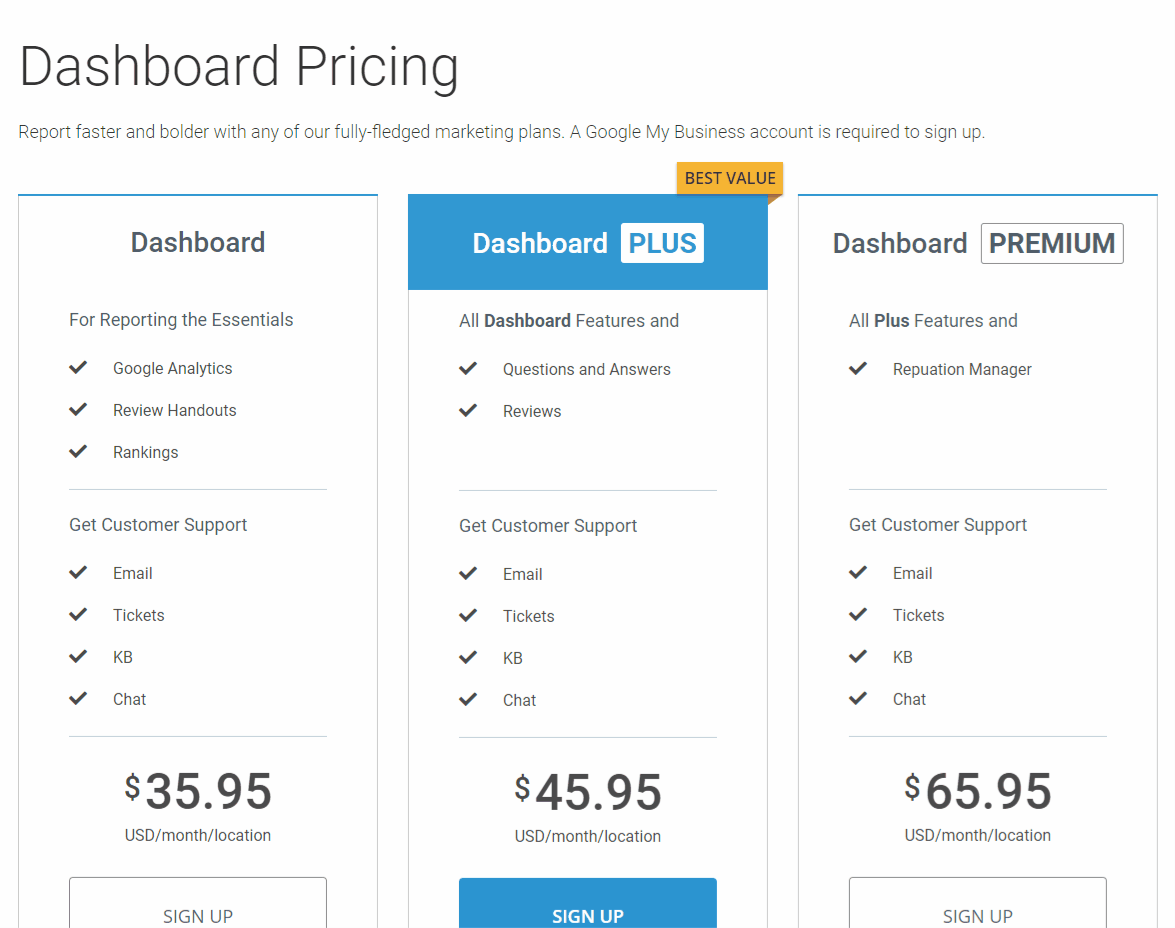 Dashboard Pricing
Report faster and bolder with any of our fully-fledged marketing plans. A Google My Business account is required to sign up.
Dashboard
For Reporting the Essentials
Google Analytics
Review Handouts
Rankings
Get Customer Support
Email
Tickets
KB
Chat
$35.95
USD/month/location
SIGN UP
BEST VALUE
Dashboard PLUS
All Dashboard Features and
Questions and Answers
Reviews
Get Customer Support
Email
Tickets
KB
Chat
$45.95
USD/month/location
SIGN UP
Dashboard PREMIUM
All Plus Features and
Repuation Manager
Get Customer Support
Email
Tickets
KB
Chat
$65.95
USD/month/location
SIGN UP